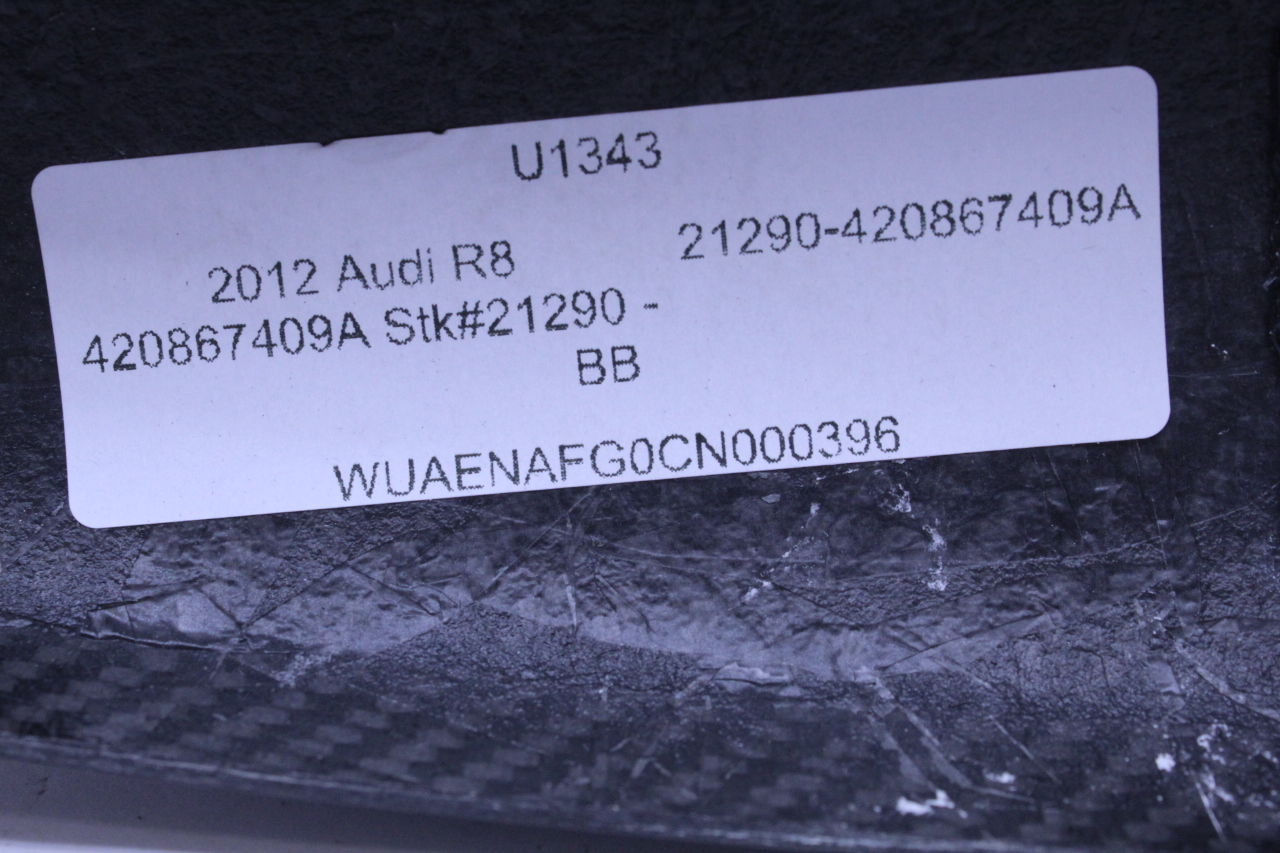 U1343
2012 Audi R8 21290-420867409A
420867409A Stk#21290 -
BB
WUAENAFG0CN000396